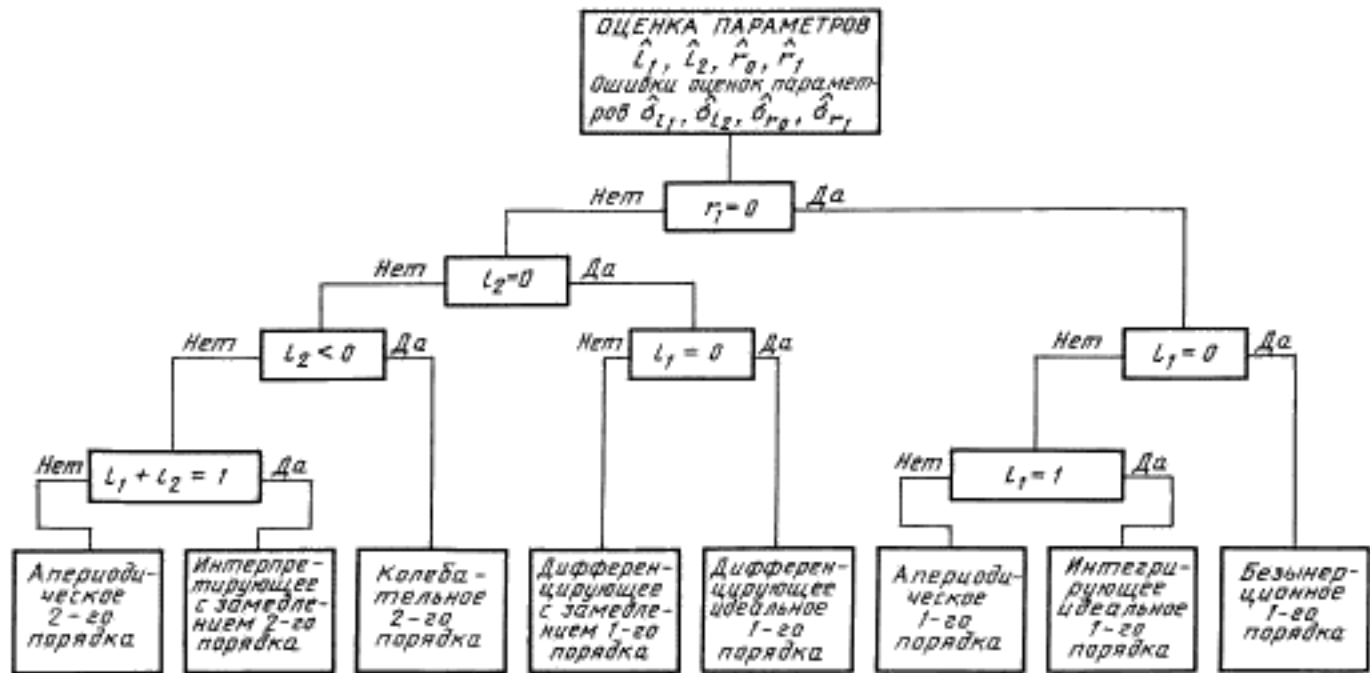 ОЦЕНКА ПАРАМЕТРОВ
l̂₁, l̂₂, r̂₀, r̂₁
Ошибки оценок парамет-
ров σ̂l₁, σ̂l₂, σ̂r₀, σ̂r₁
Нет
r₁=0
Да
Нет
l₂=0
Да
Нет
l₂ < 0
Да
Нет
l₁ = 0
Да
Нет
l₁ = 0
Да
Нет
l₁ + l₂ = 1
Да
Нет
l₁ = 1
Да
Апериоди-
ческое
2-го
порядка
Интерпре-
тирующее
с замедле-
нием 2-го
порядка
Колеба-
тельное
2-го
порядка
Дифферен-
цирующее
с замедле-
нием 1-го
порядка
Дифферен-
цирующее
идеальное
1-го
порядка
Апериоди-
ческое
1-го
порядка
Интегри-
рующее
идеальное
1-го
порядка
Безынер-
ционное
1-го
порядка